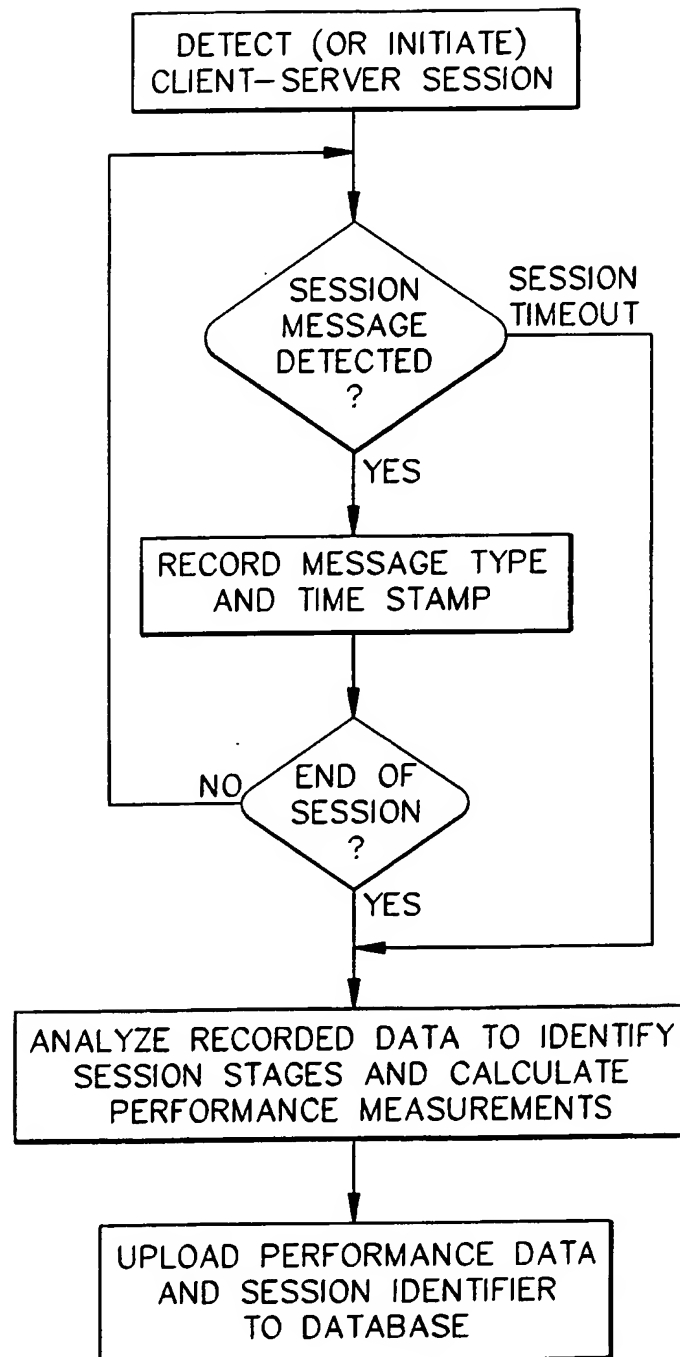 DETECT (OR INITIATE)
CLIENT-SERVER SESSION
SESSION
MESSAGE
DETECTED
?
SESSION
TIMEOUT
YES
RECORD MESSAGE TYPE
AND TIME STAMP
NO
END OF
SESSION
?
YES
ANALYZE RECORDED DATA TO IDENTIFY
SESSION STAGES AND CALCULATE
PERFORMANCE MEASUREMENTS
UPLOAD PERFORMANCE DATA
AND SESSION IDENTIFIER
TO DATABASE